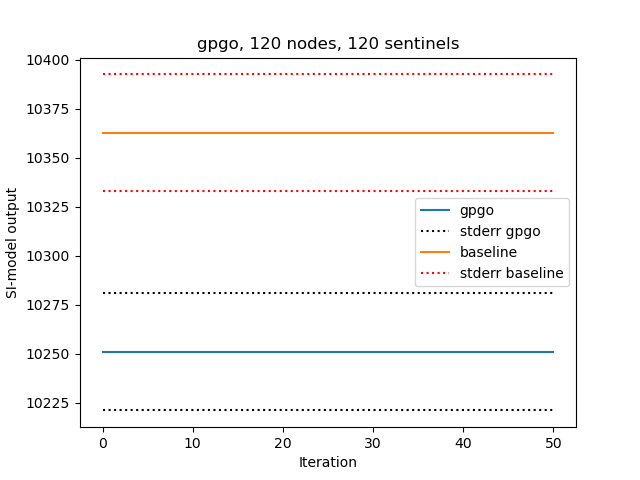 gpgo, 120 nodes, 120 sentinels
10400
10375
10350
10325
10300
10275
10250
10225
SI-model output
gpgo
stderr gpgo
baseline
stderr baseline
0 10 20 30 40 50
Iteration